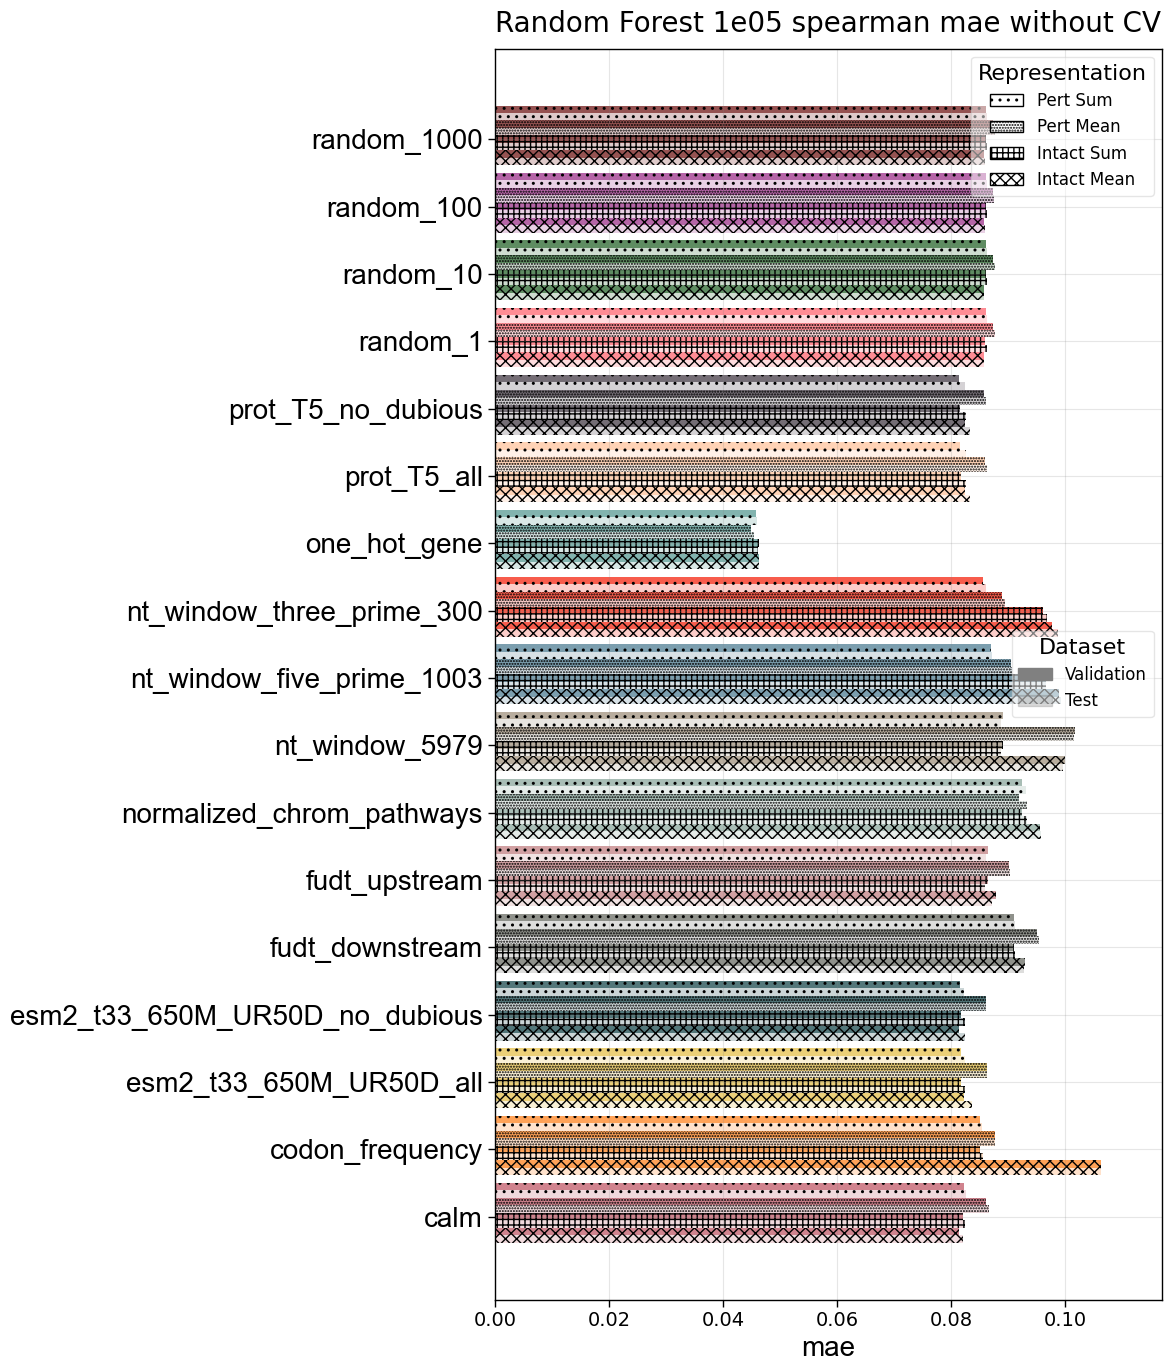 Random Forest 1e05 spearman mae without CV
Representation
Pert Sum
Pert Mean
Intact Sum
Intact Mean
random_1000
random_100
random_10
random_1
prot_T5_no_dubious
prot_T5_all
one_hot_gene
nt_window_three_prime_300
Dataset
Validation
Test
nt_window_five_prime_1003
nt_window_5979
normalized_chrom_pathways
fudt_upstream
fudt_downstream
esm2_t33_650M_UR50D_no_dubious
esm2_t33_650M_UR50D_all
codon_frequency
calm
0.00 0.02 0.04 0.06 0.08 0.10
mae